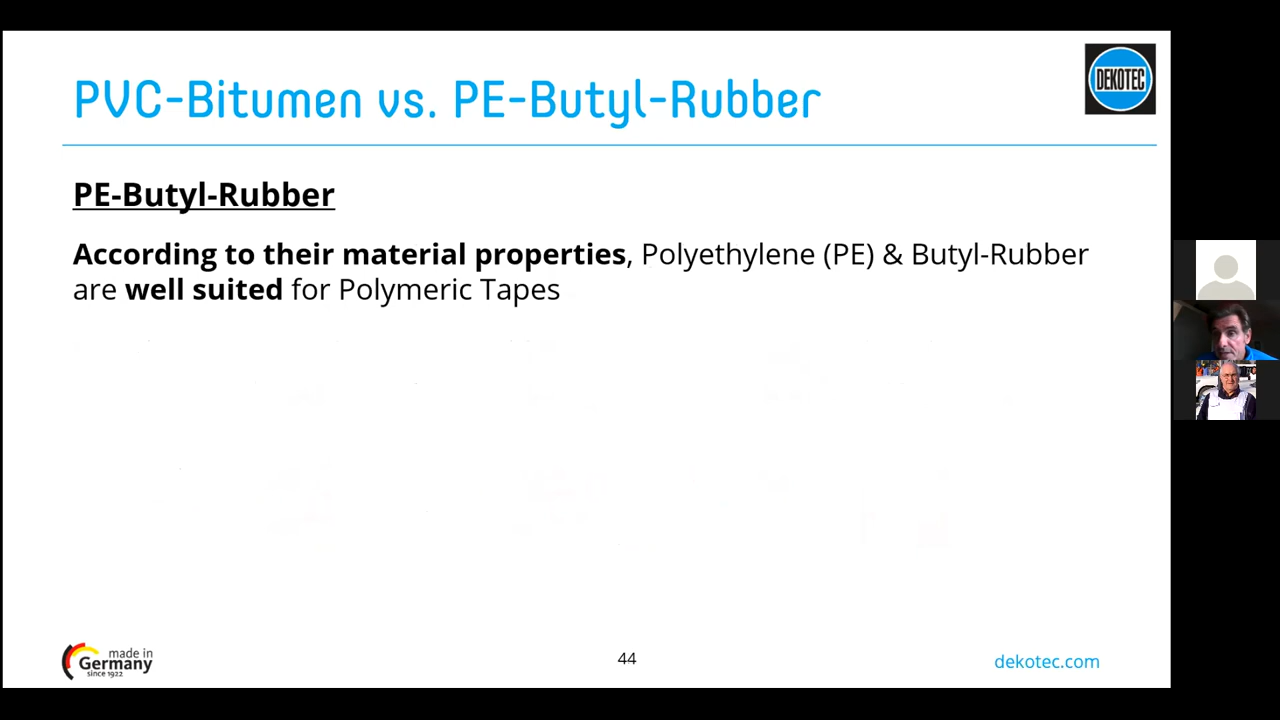 PVC-Bitumen vs. PE-Butyl-Rubber
DEKOTEC
PE-Butyl-Rubber
According to their material properties, Polyethylene (PE) & Butyl-Rubber
are well suited for Polymeric Tapes
made in
Germany
since 1922
44
dekotec.com